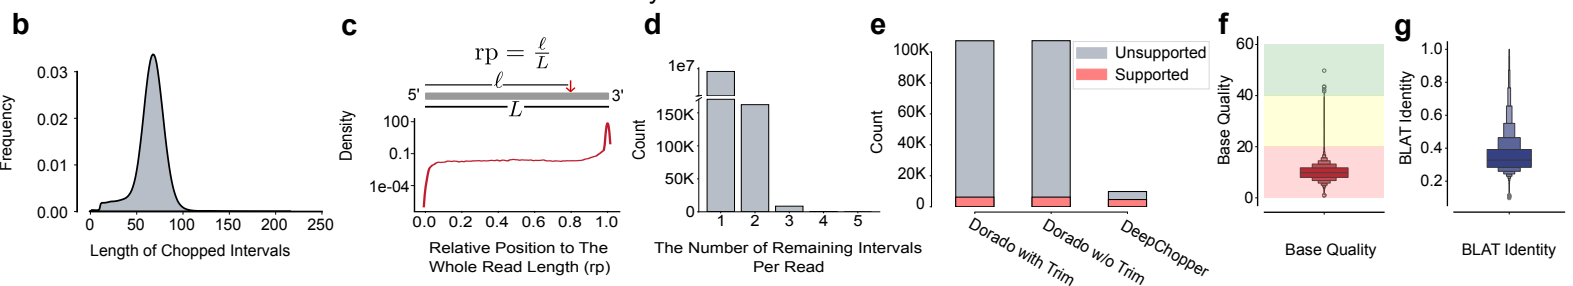 b
Frequency
0.03
0.02
0.01
0.00
0 50 100 150 200 250
Length of Chopped Intervals
c
rp = ℓ/L
ℓ
5' 3'
L
Density
100
0.1
1e-04
0.0 0.2 0.4 0.6 0.8 1.0
Relative Position to The
Whole Read Length (rp)
d
1e7
Count
150K
100K
50K
0
1 2 3 4 5
The Number of Remaining Intervals
Per Read
e
Count
100K
80K
60K
40K
20K
0
Unsupported
Supported
Dorado with Trim
Dorado w/o Trim
DeepChopper
f
Base Quality
60
40
20
0
Base Quality
g
BLAT Identity
1.0
0.8
0.6
0.4
0.2
BLAT Identity